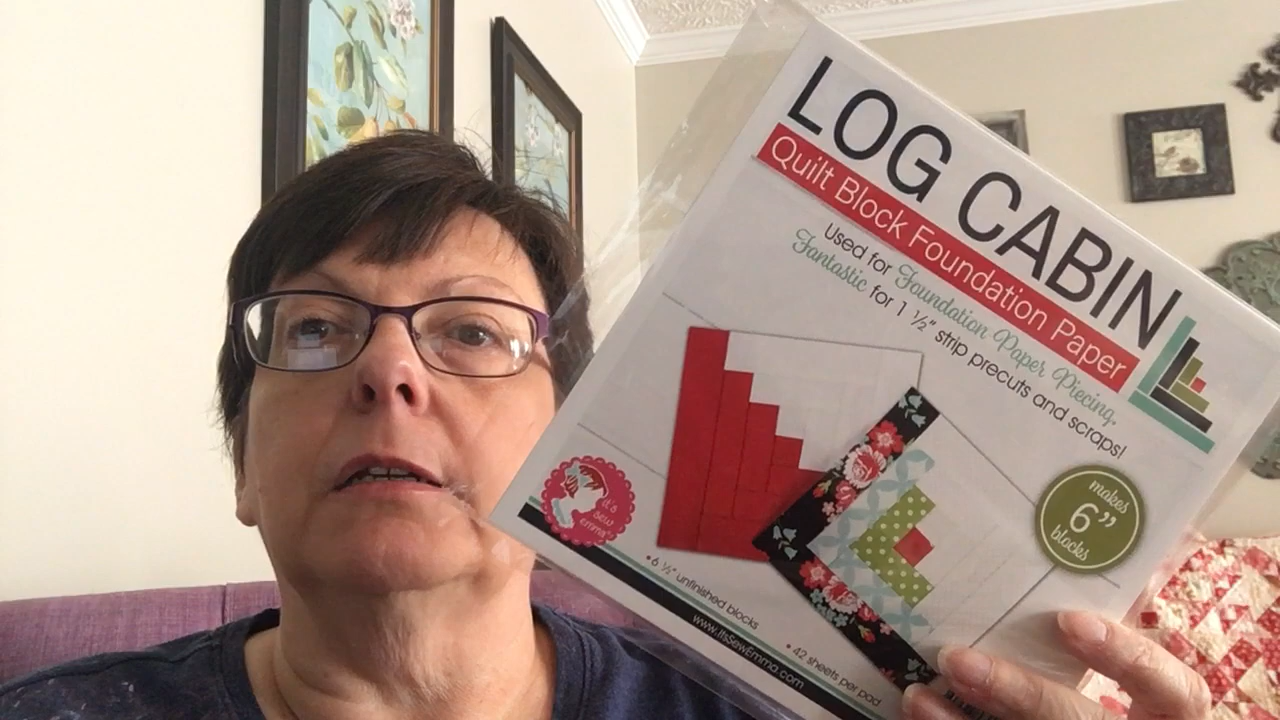 LOG CABIN
Quilt Block Foundation Paper
Used for Foundation Paper Piecing.
Fantastic for 1 ½" strip precuts and scraps!
makes
6"
blocks
it's
sew
emma
• 6 ½" unfinished blocks
• 42 sheets per pad
www.ItsSewEmma.com